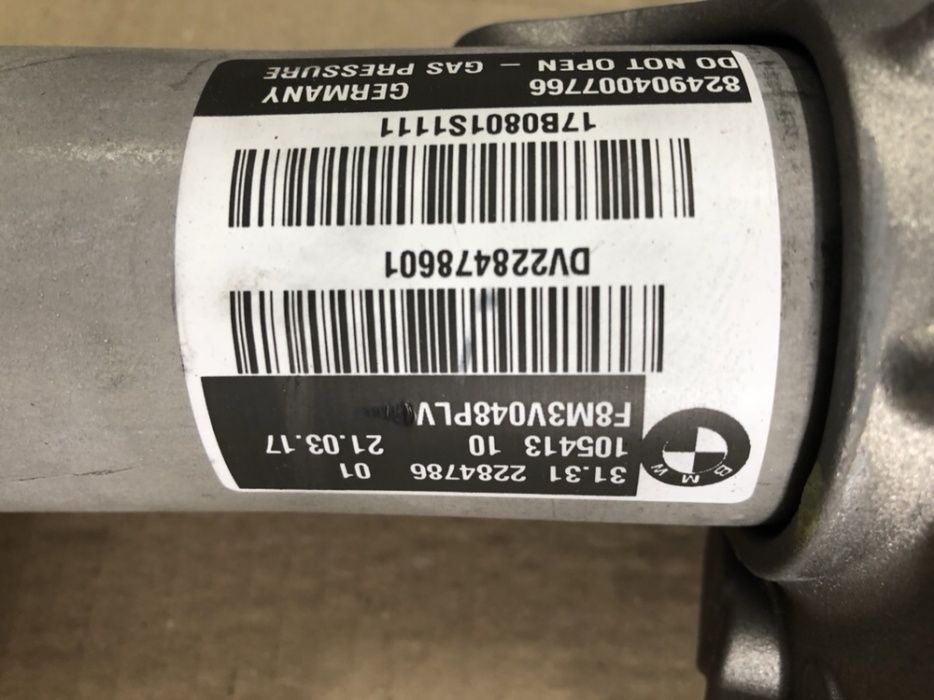 BMW
31.31 2284786 01
105413 10 21.03.17
F8M3V048PLV
DV228478601
17B0801S1111
824904007766 GERMANY
DO NOT OPEN – GAS PRESSURE